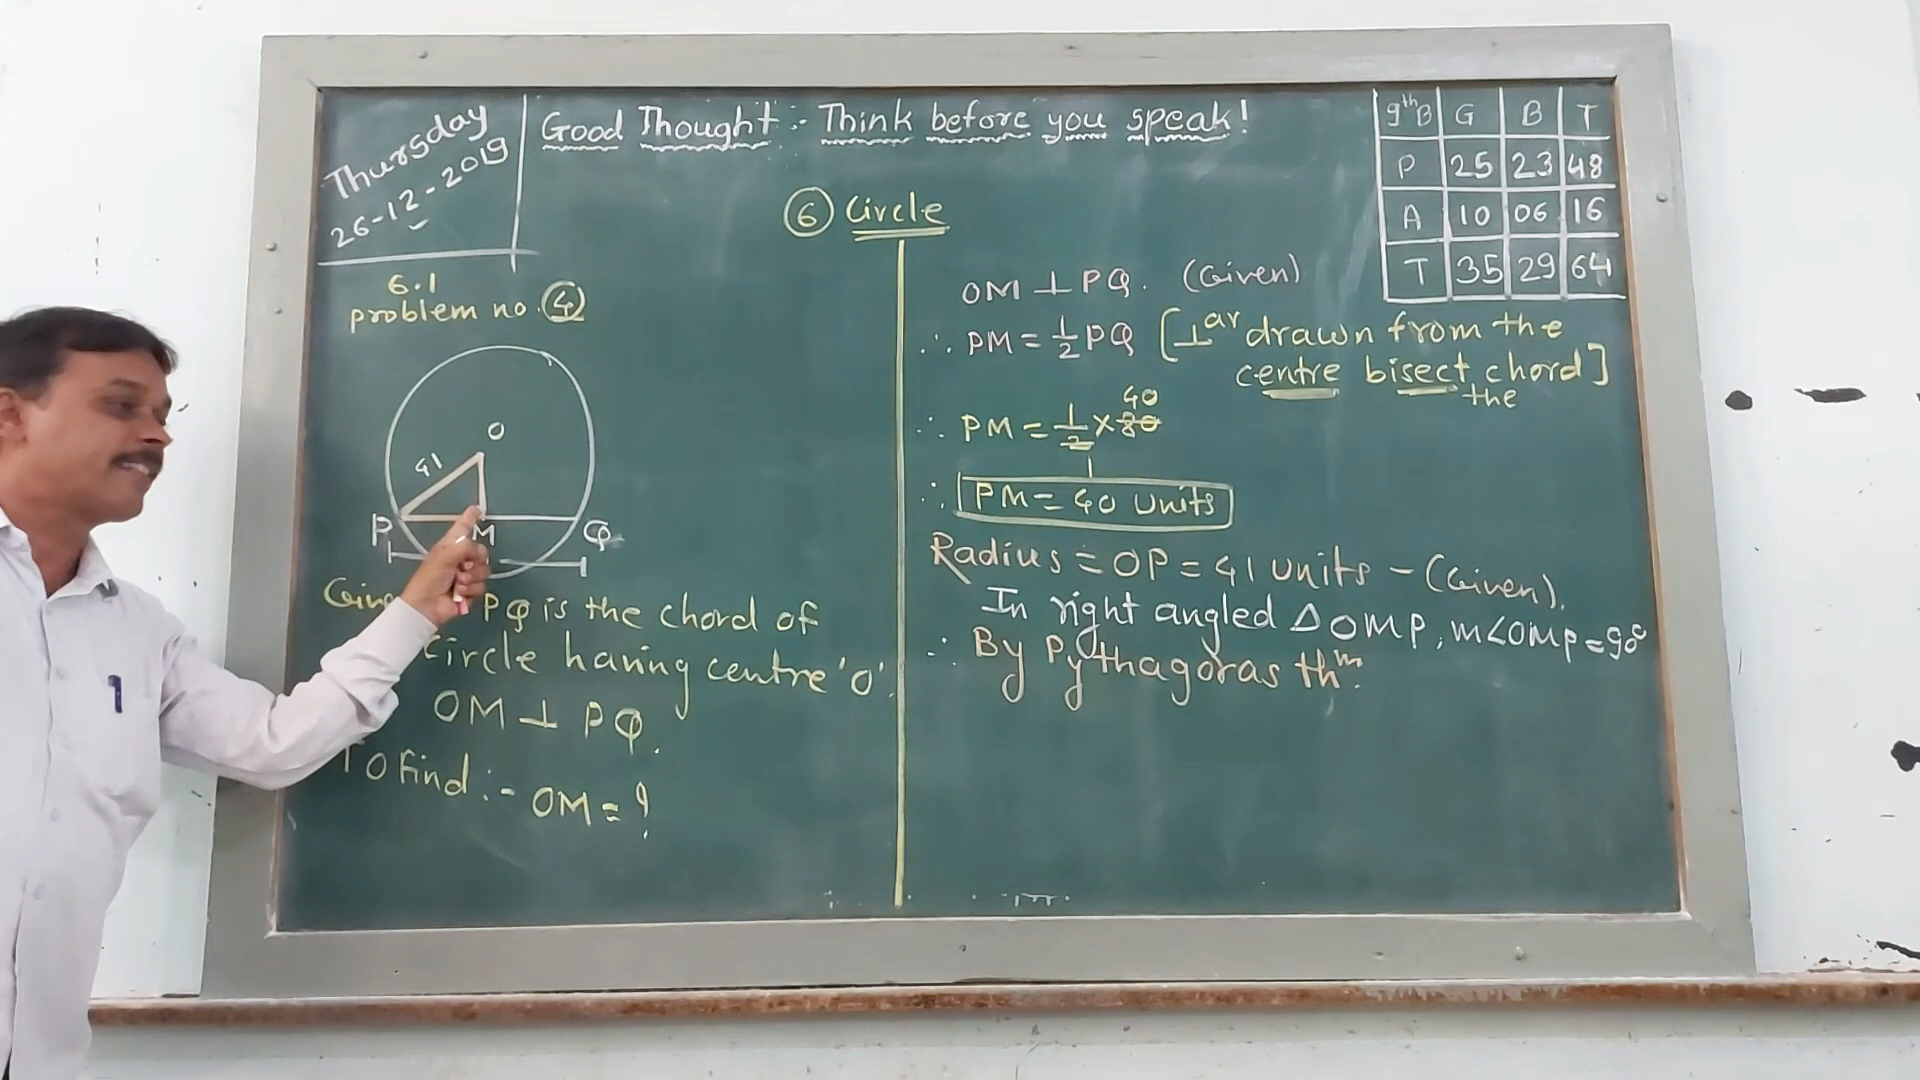 Thursday
26-12-2019
Good Thought :- Think before you speak!
9th B G B T
P 25 23 48
A 10 06 16
T 35 29 64
6 Circle
6.1
problem no. 4
O
41
P M Q
PQ is the chord of
circle having centre 'O'.
OM ⊥ PQ.
To Find :- OM = ?
OM ⊥ PQ. (Given)
∴ PM = 1/2 PQ [⊥ar drawn from the
centre bisect the chord]
40
∴ PM = 1/2 × 80
1
∴ PM = 40 units
Radius = OP = 41 units - (Given).
In right angled △OMP, m∠OMP = 90°
∴ By Pythagoras thm.